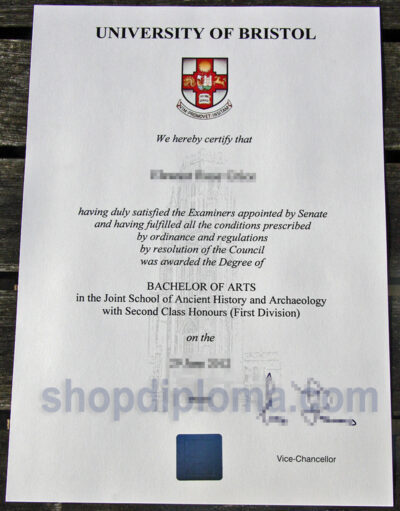 UNIVERSITY OF BRISTOL
VIM PROMOVET INSITAM
We hereby certify that
having duly satisfied the Examiners appointed by Senate
and having fulfilled all the conditions prescribed
by ordinance and regulations
by resolution of the Council
was awarded the Degree of
BACHELOR OF ARTS
in the Joint School of Ancient History and Archaeology
with Second Class Honours (First Division)
on the
shopdiploma.com
Vice-Chancellor